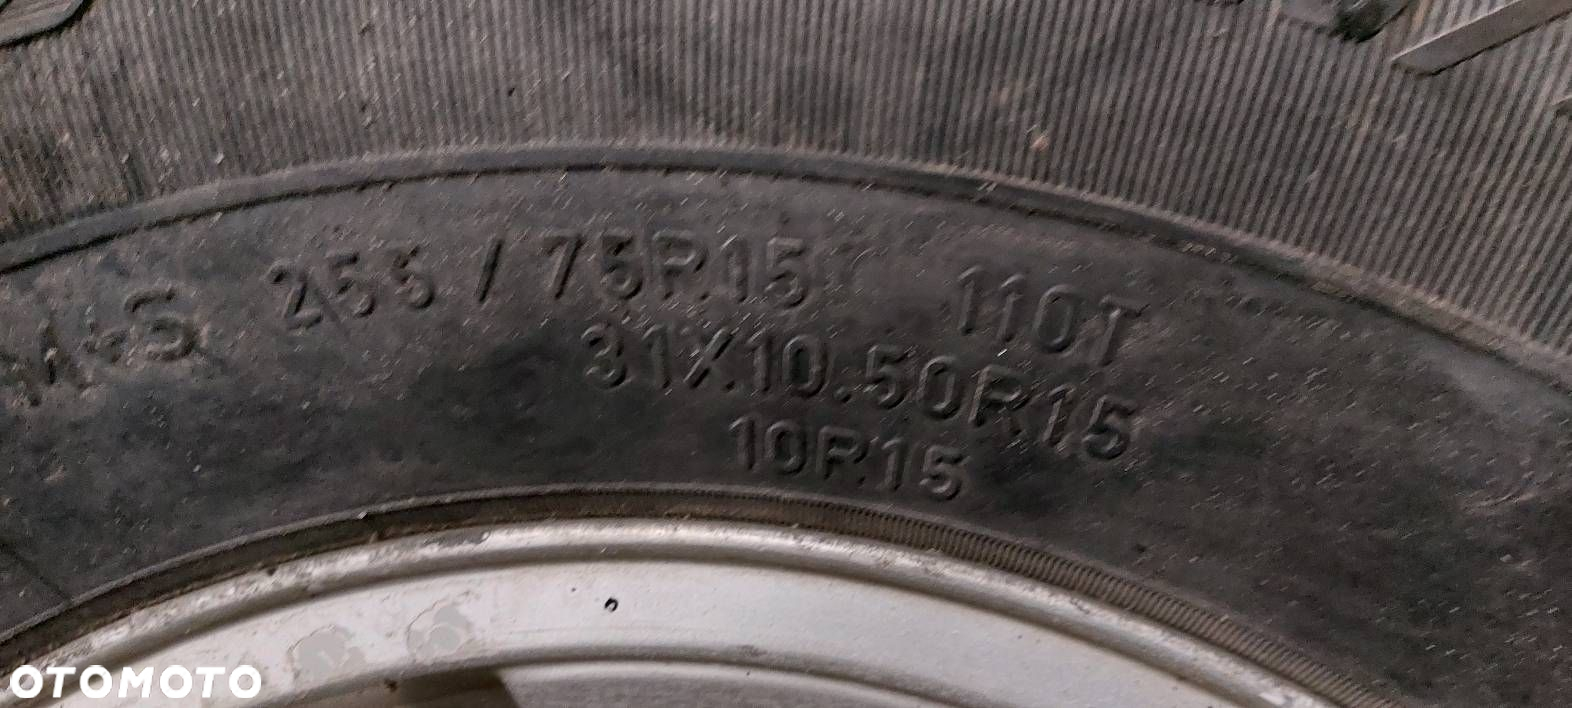 M+S 255 / 75R15 110T
31X10.50R15
10R15
OTOMOTO